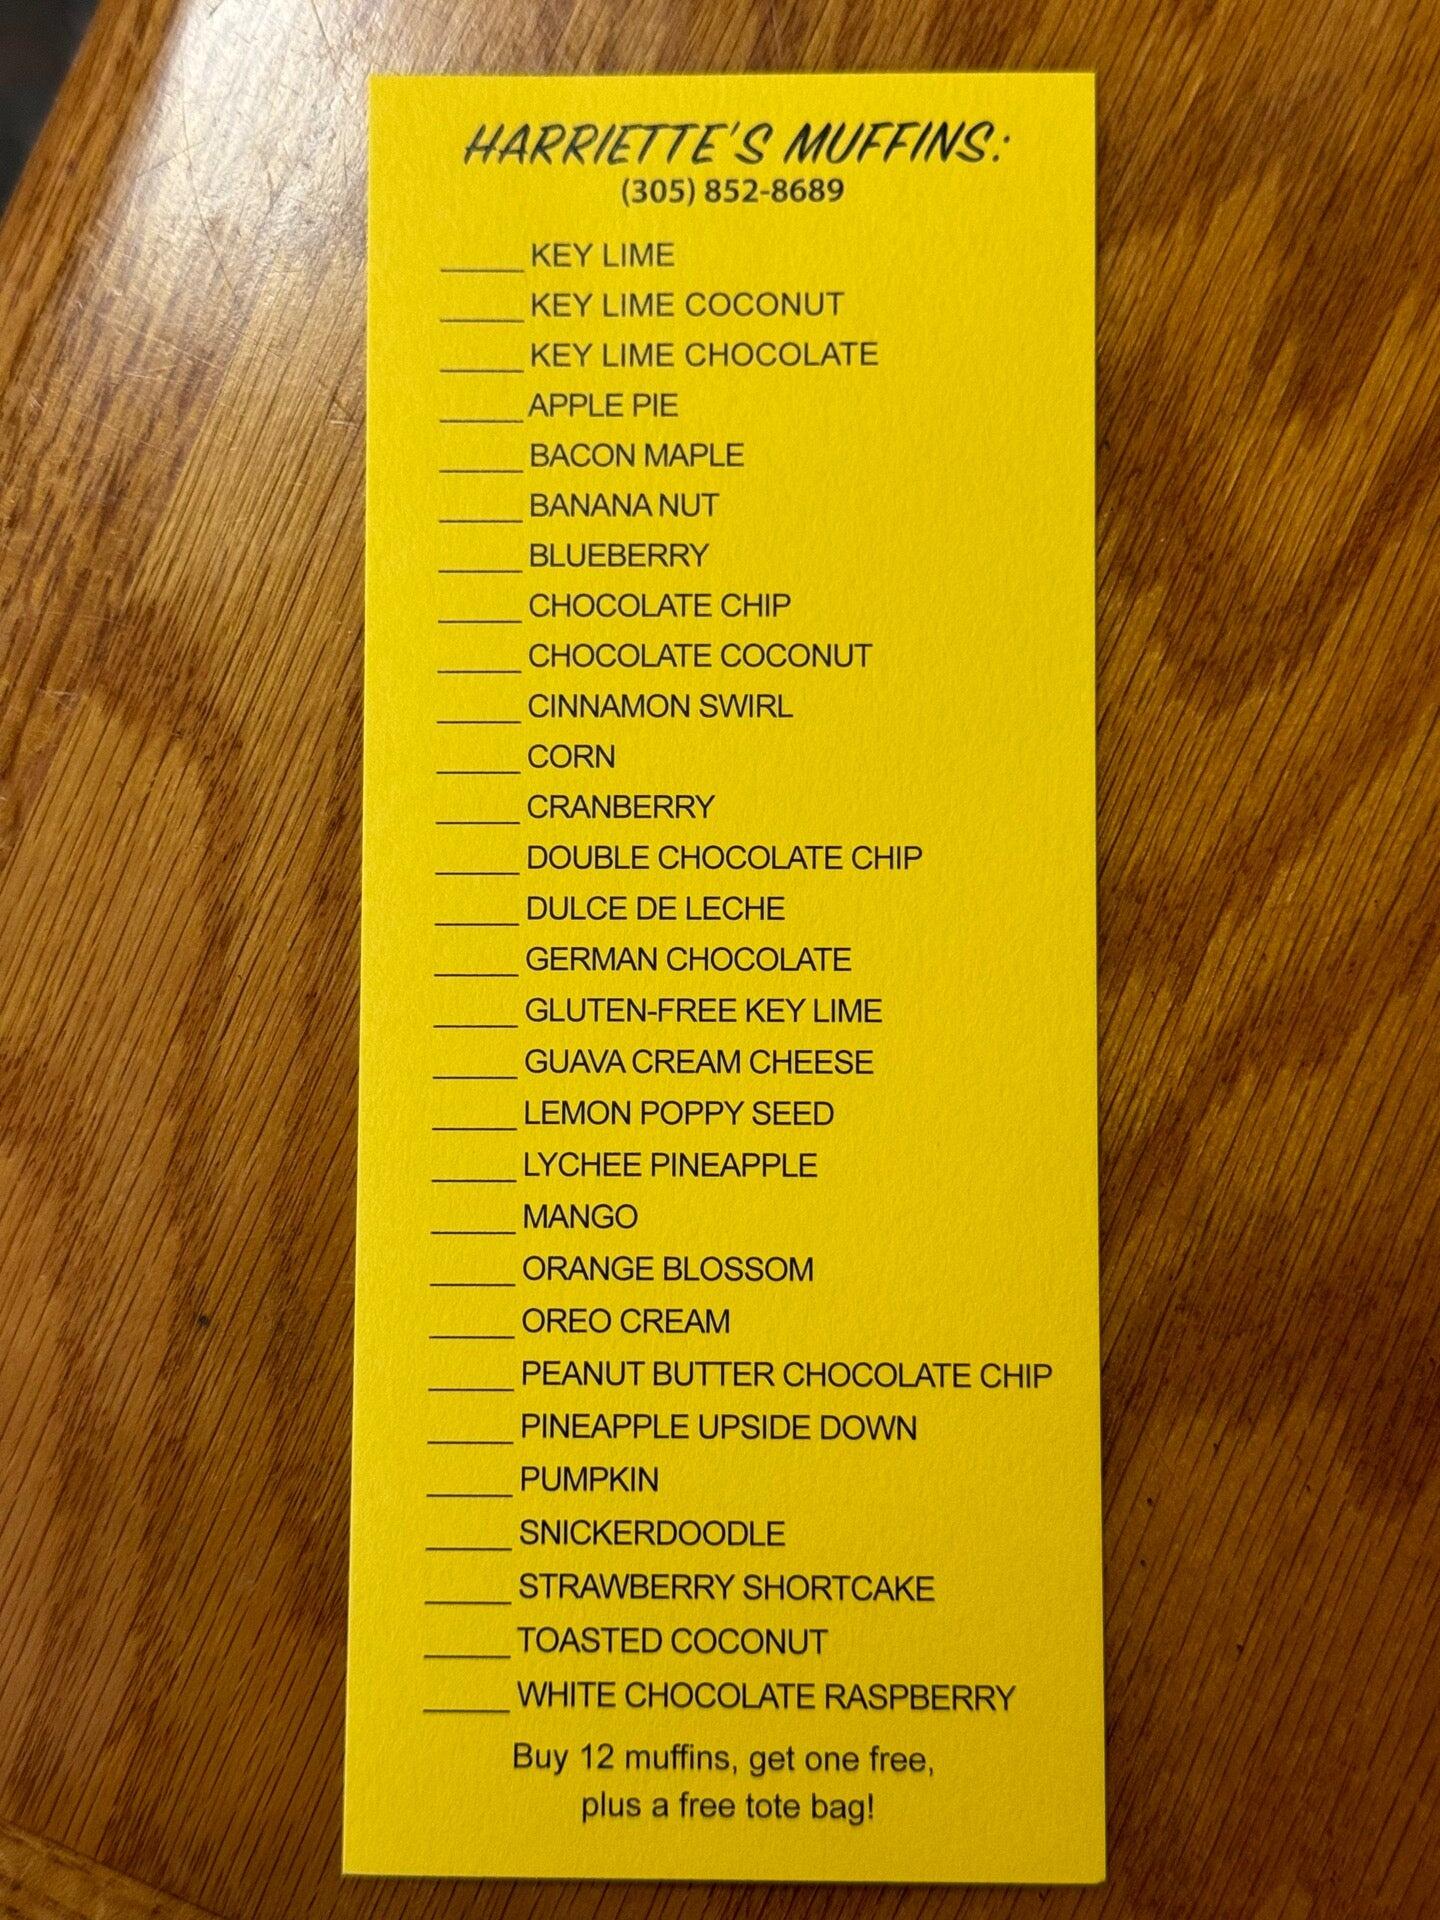 HARRIETTE'S MUFFINS:
(305) 852-8689
_____ KEY LIME
_____ KEY LIME COCONUT
_____ KEY LIME CHOCOLATE
_____ APPLE PIE
_____ BACON MAPLE
_____ BANANA NUT
_____ BLUEBERRY
_____ CHOCOLATE CHIP
_____ CHOCOLATE COCONUT
_____ CINNAMON SWIRL
_____ CORN
_____ CRANBERRY
_____ DOUBLE CHOCOLATE CHIP
_____ DULCE DE LECHE
_____ GERMAN CHOCOLATE
_____ GLUTEN-FREE KEY LIME
_____ GUAVA CREAM CHEESE
_____ LEMON POPPY SEED
_____ LYCHEE PINEAPPLE
_____ MANGO
_____ ORANGE BLOSSOM
_____ OREO CREAM
_____ PEANUT BUTTER CHOCOLATE CHIP
_____ PINEAPPLE UPSIDE DOWN
_____ PUMPKIN
_____ SNICKERDOODLE
_____ STRAWBERRY SHORTCAKE
_____ TOASTED COCONUT
_____ WHITE CHOCOLATE RASPBERRY
Buy 12 muffins, get one free,
plus a free tote bag!